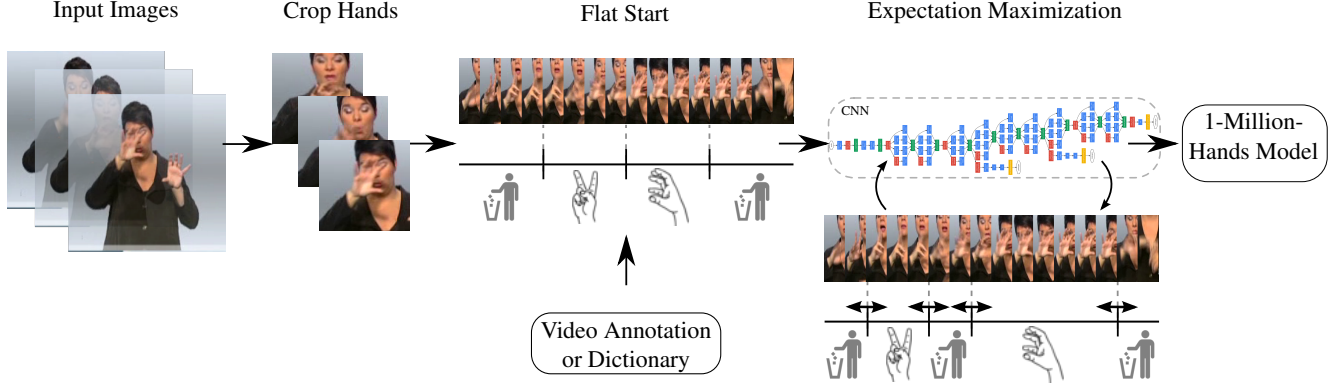 Input Images
Crop Hands
Flat Start
Expectation Maximization
CNN
1-Million-
Hands Model
Video Annotation
or Dictionary